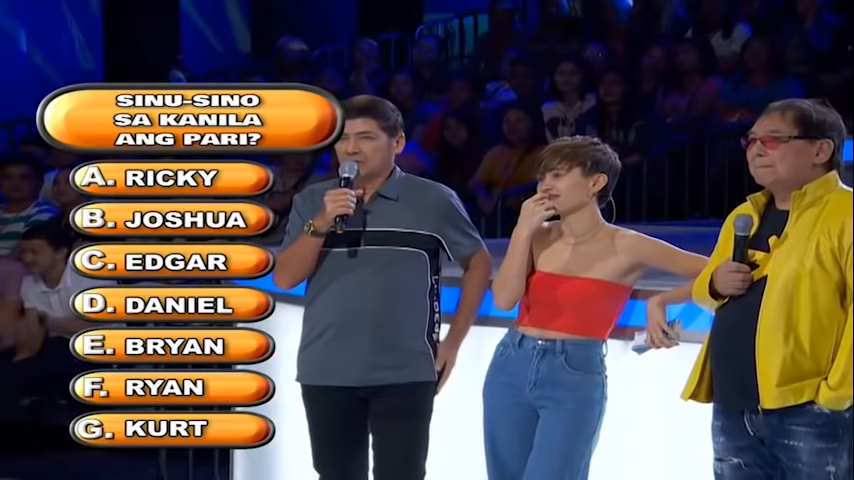 SINU-SINO
SA KANILA
ANG PARI?
A. RICKY
B. JOSHUA
C. EDGAR
D. DANIEL
E. BRYAN
F. RYAN
G. KURT